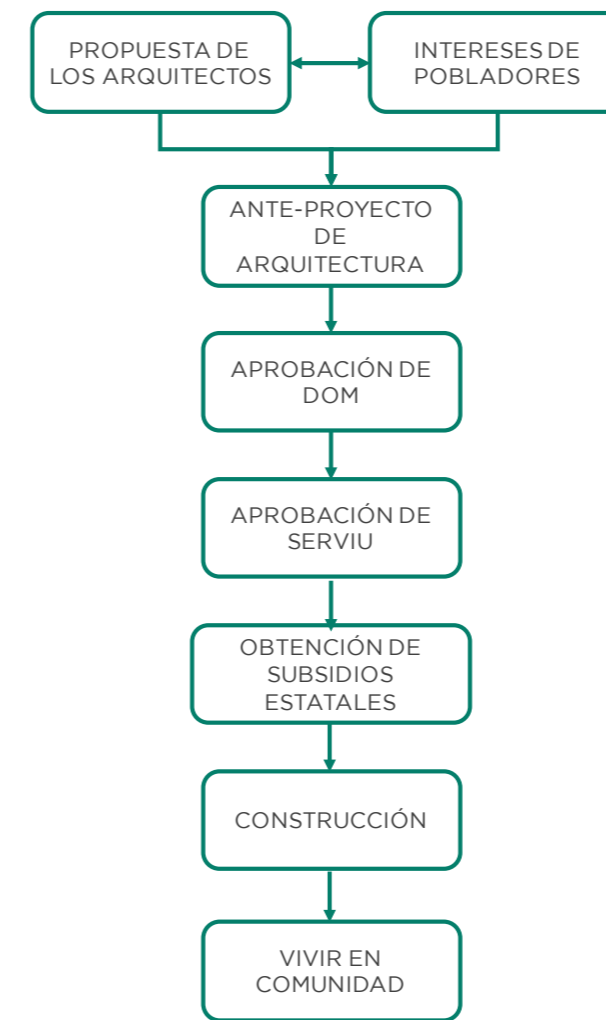 PROPUESTA DE
LOS ARQUITECTOS
INTERESES DE
POBLADORES
ANTE-PROYECTO
DE
ARQUITECTURA
APROBACIÓN DE
DOM
APROBACIÓN DE
SERVIU
OBTENCIÓN DE
SUBSIDIOS
ESTATALES
CONSTRUCCIÓN
VIVIR EN
COMUNIDAD